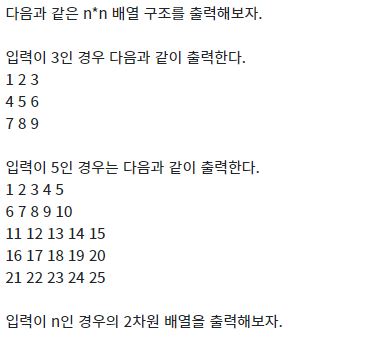 다음과 같은 n*n 배열 구조를 출력해보자.
입력이 3인 경우 다음과 같이 출력한다.
1 2 3
4 5 6
7 8 9
입력이 5인 경우는 다음과 같이 출력한다.
1 2 3 4 5
6 7 8 9 10
11 12 13 14 15
16 17 18 19 20
21 22 23 24 25
입력이 n인 경우의 2차원 배열을 출력해보자.